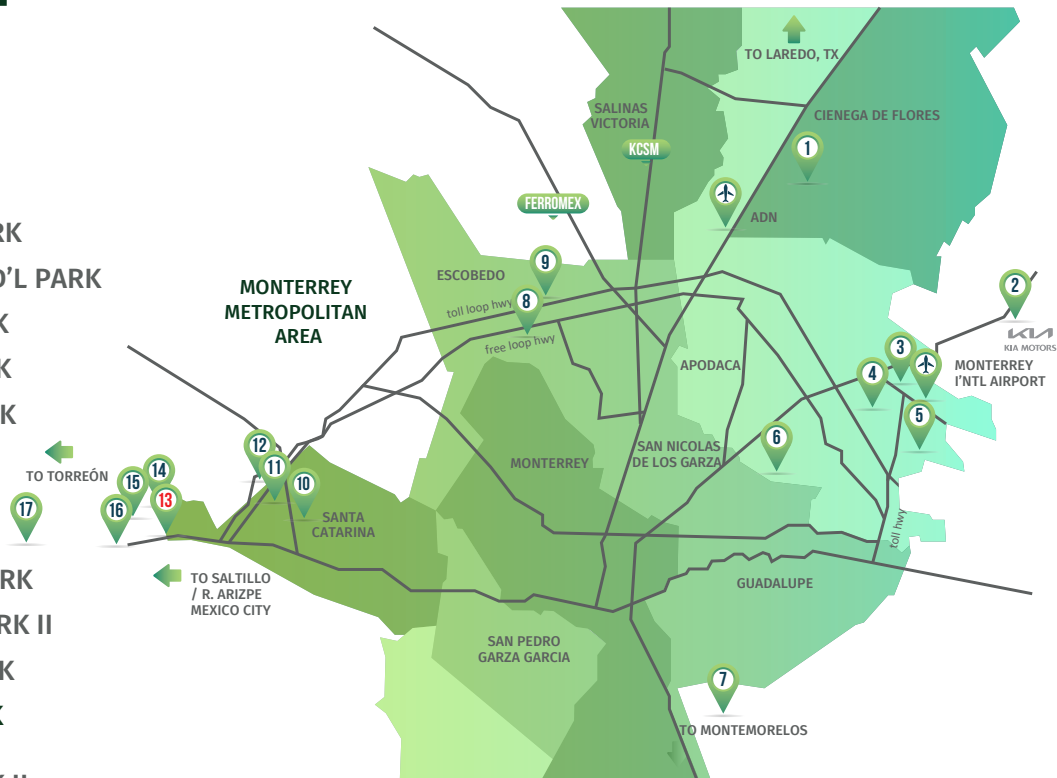 RK
D'L PARK
K
K
K
RK
RK II
K
K
MONTERREY
METROPOLITAN
AREA
TO LAREDO, TX
SALINAS
VICTORIA
CIENEGA DE FLORES
KCSM
1
FERROMEX
ADN
ESCOBEDO
9
8
toll loop hwy
free loop hwy
2
KIA
KIA MOTORS
3
4
MONTERREY
I'NTL AIRPORT
5
APODACA
6
SAN NICOLAS
DE LOS GARZA
MONTERREY
12
11
10
TO TORREÓN
14
15
13
16
17
SANTA
CATARINA
toll hwy
TO SALTILLO
/ R. ARIZPE
MEXICO CITY
GUADALUPE
SAN PEDRO
GARZA GARCIA
7
TO MONTEMORELOS